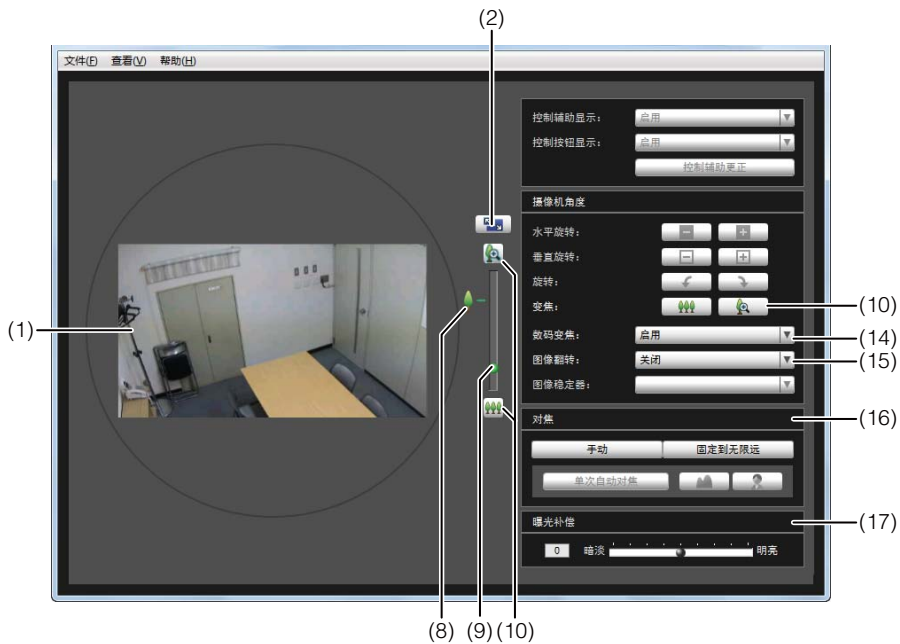 (2)
文件(F) 查看(V) 帮助(H)
控制辅助显示： 启用
控制按钮显示： 启用
控制辅助更正
摄像机角度
水平旋转：
垂直旋转：
旋转：
变焦： (10)
(1)
数码变焦： 启用 (14)
图像翻转： 关闭 (15)
图像稳定器：
对焦 (16)
手动 固定到无限远
单次自动对焦
曝光补偿 (17)
0 暗淡 明亮
(8) (9) (10)